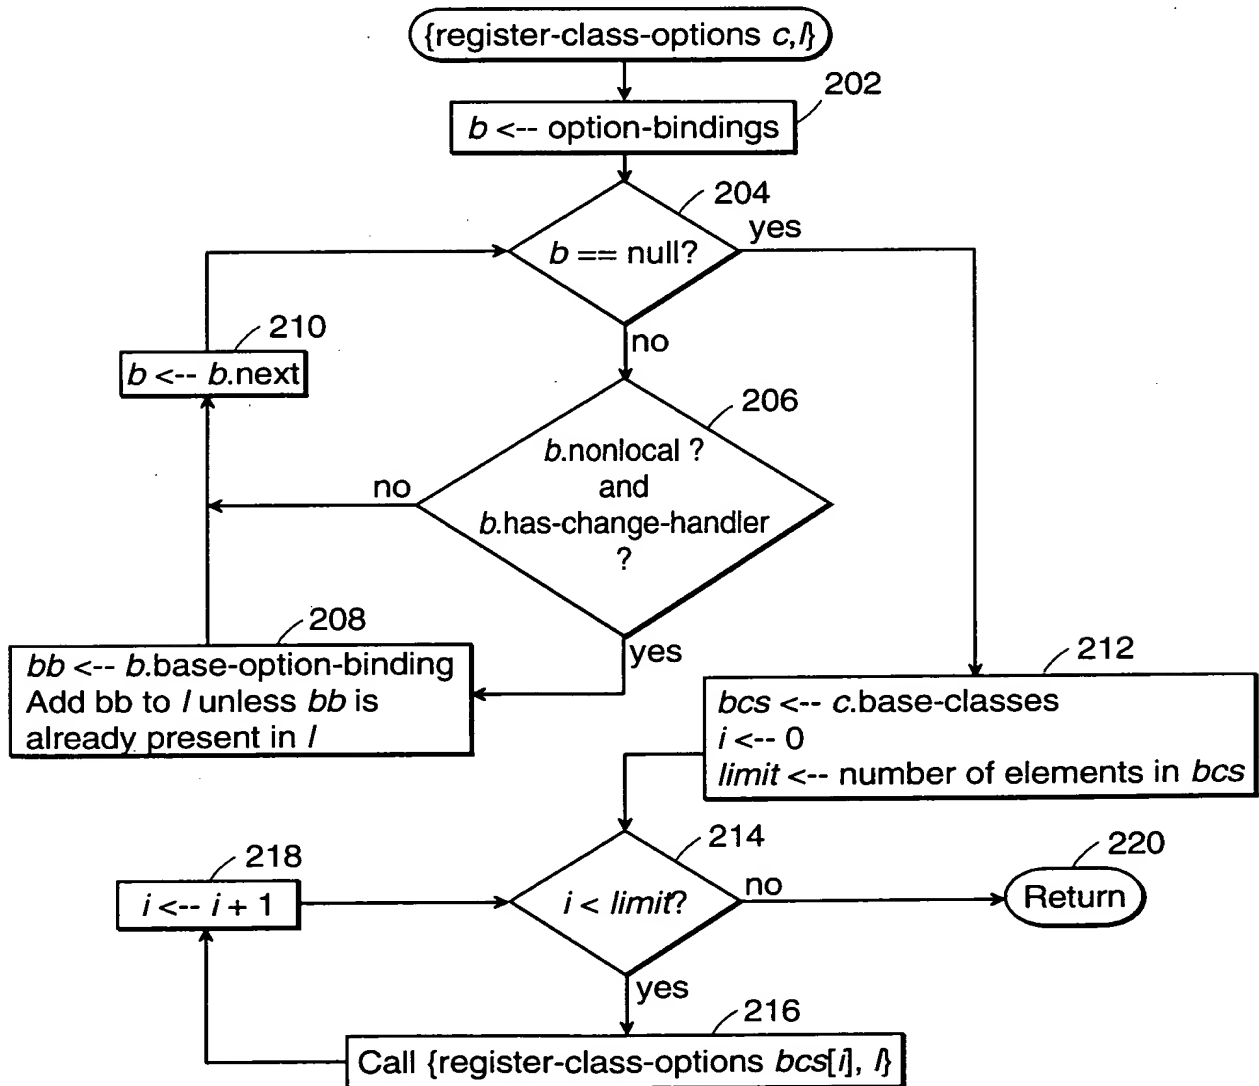 {register-class-options c,l}
202
b <-- option-bindings
204
yes
b == null?
210
no
b <-- b.next
206
b.nonlocal ?
and
b.has-change-handler
?
no
208
yes
bb <-- b.base-option-binding
Add bb to l unless bb is
already present in l
212
bcs <-- c.base-classes
i <-- 0
limit <-- number of elements in bcs
214
218
220
i <-- i + 1
i < limit?
no
Return
yes
216
Call {register-class-options bcs[i], l}